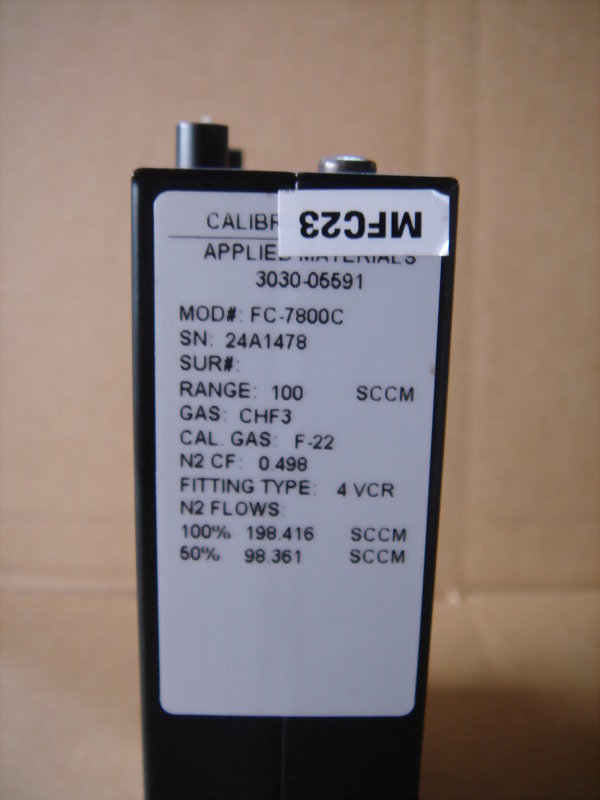 MFC23
CALIBR
APPLIED MATERIALS
3030-05591
MOD#: FC-7800C
SN: 24A1478
SUR#:
RANGE: 100 SCCM
GAS: CHF3
CAL. GAS: F-22
N2 CF: 0.498
FITTING TYPE: 4 VCR
N2 FLOWS:
100% 198.416 SCCM
50% 98.361 SCCM